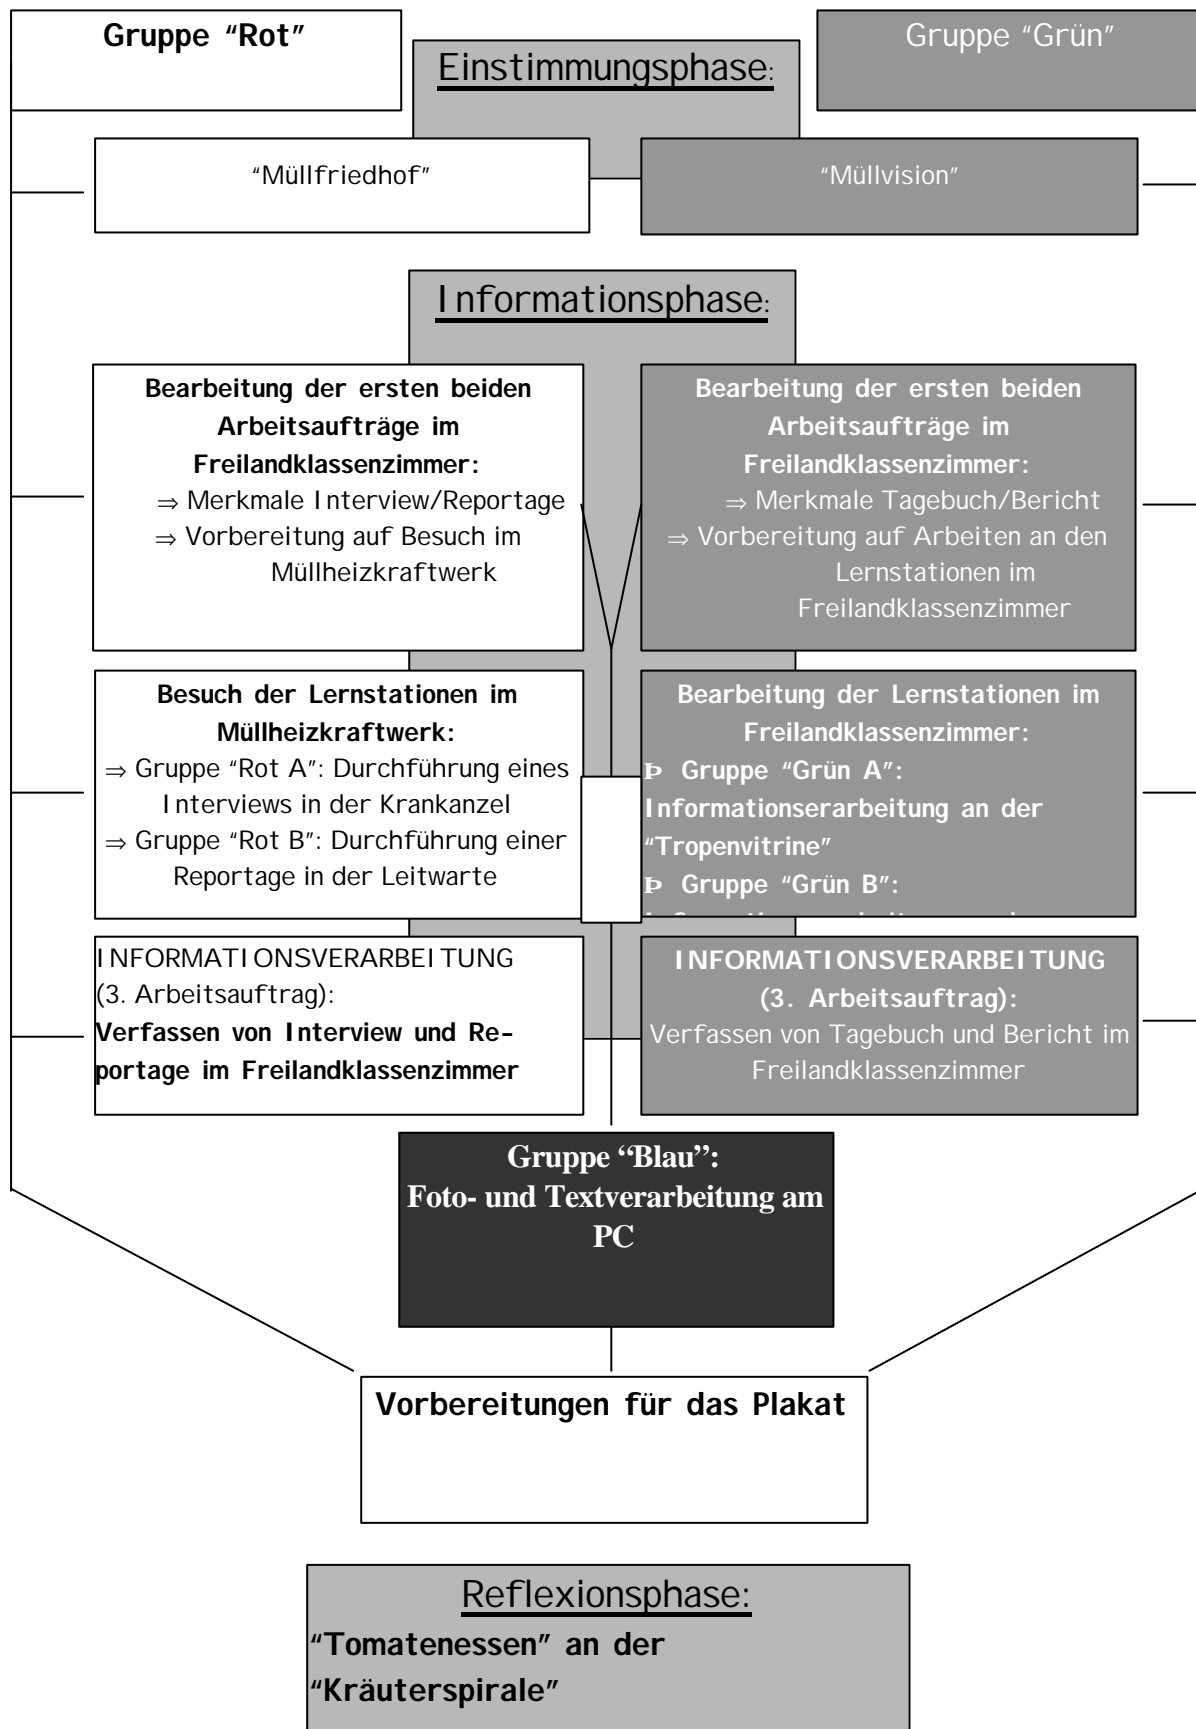 Gruppe “Rot”
Gruppe “Grün”
Einstimmungsphase:
“Müllfriedhof”
“Müllvision”
Informationsphase:
Bearbeitung der ersten beiden
Arbeitsaufträge im
Freilandklassenzimmer:
⇒ Merkmale Interview/Reportage
⇒ Vorbereitung auf Besuch im
Müllheizkraftwerk
Bearbeitung der ersten beiden
Arbeitsaufträge im
Freilandklassenzimmer:
⇒ Merkmale Tagebuch/Bericht
⇒ Vorbereitung auf Arbeiten an den
Lernstationen im
Freilandklassenzimmer
Besuch der Lernstationen im
Müllheizkraftwerk:
⇒ Gruppe “Rot A”: Durchführung eines
Interviews in der Krankanzel
⇒ Gruppe “Rot B”: Durchführung einer
Reportage in der Leitwarte
Bearbeitung der Lernstationen im
Freilandklassenzimmer:
Þ Gruppe “Grün A”:
Informationserarbeitung an der
“Tropenvitrine”
Þ Gruppe “Grün B”:
INFORMATIONSVERARBEITUNG
(3. Arbeitsauftrag):
Verfassen von Interview und Re-
portage im Freilandklassenzimmer
INFORMATIONSVERARBEITUNG
(3. Arbeitsauftrag):
Verfassen von Tagebuch und Bericht im
Freilandklassenzimmer
Gruppe “Blau”:
Foto- und Textverarbeitung am
PC
Vorbereitungen für das Plakat
Reflexionsphase:
“Tomatenessen” an der
“Kräuterspirale”